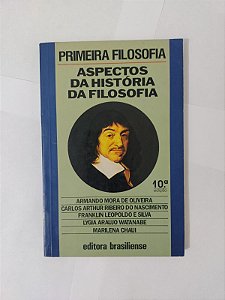 PRIMEIRA FILOSOFIA
ASPECTOS
DA HISTÓRIA
DA FILOSOFIA
10ª
edição
ARMANDO MORA DE OLIVEIRA
CARLOS ARTHUR RIBEIRO DO NASCIMENTO
FRANKLIN LEOPOLDO E SILVA
LYGIA ARAUJO WATANABE
MARILENA CHAUI
editora brasiliense